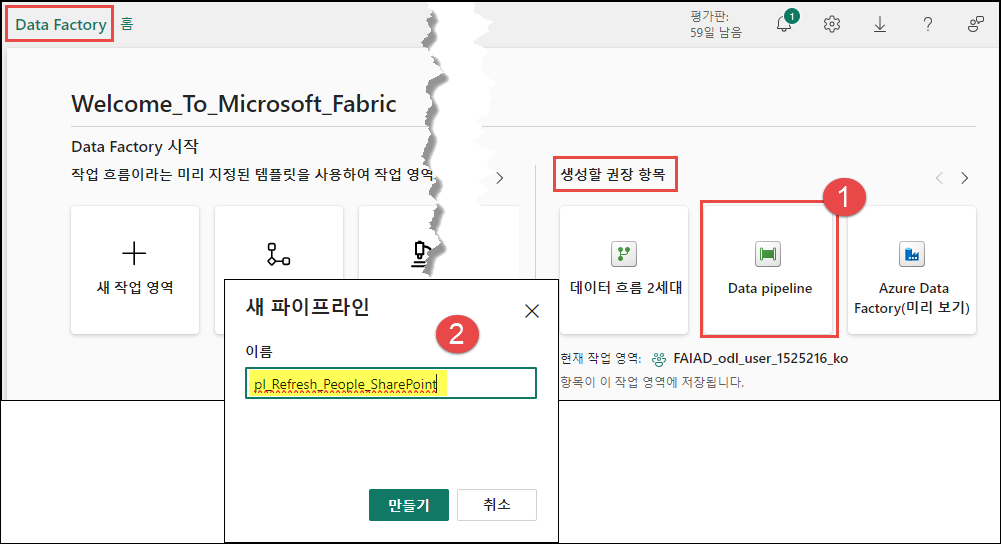 Data Factory 홈
평가판:
59일 남음
1
Welcome_To_Microsoft_Fabric
Data Factory 시작
작업 흐름이라는 미리 지정된 템플릿을 사용하여 작업 영역
생성할 권장 항목
1
새 작업 영역
데이터 흐름 2세대
Data pipeline
Azure Data
Factory(미리 보기)
현재 작업 영역: FAIAD_odl_user_1525216_ko
항목이 이 작업 영역에 저장됩니다.
새 파이프라인
2
이름
pl_Refresh_People_SharePoint
만들기
취소